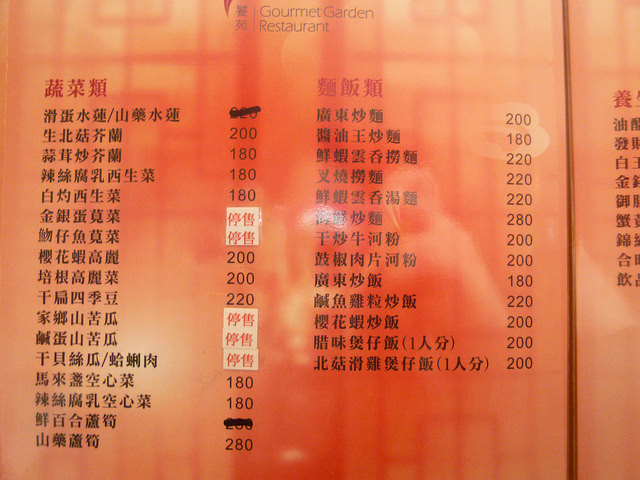 饗 Gourmet Garden
苑 Restaurant
蔬菜類
滑蛋水蓮/山藥水蓮
生北菇芥蘭 200
蒜茸炒芥蘭 180
辣絲腐乳西生菜 180
白灼西生菜 180
金銀蛋莧菜 停售
魩仔魚莧菜 停售
櫻花蝦高麗 200
培根高麗菜 200
干扁四季豆 220
家鄉山苦瓜 停售
鹹蛋山苦瓜 停售
干貝絲瓜/蛤蜊肉 停售
馬來盞空心菜 180
辣絲腐乳空心菜 180
鮮百合蘆筍
山藥蘆筍 280
麵飯類
廣東炒麵 200
醬油王炒麵 180
鮮蝦雲吞撈麵 220
叉燒撈麵 220
鮮蝦雲吞湯麵 220
炒麵 280
干炒牛河粉 200
鼓椒肉片河粉 200
廣東炒飯 180
鹹魚雞粒炒飯 220
櫻花蝦炒飯 200
腊味煲仔飯(1人分) 200
北菇滑雞煲仔飯(1人分) 200
養
油
發財
白
金
御
蟹
錦
合
飲